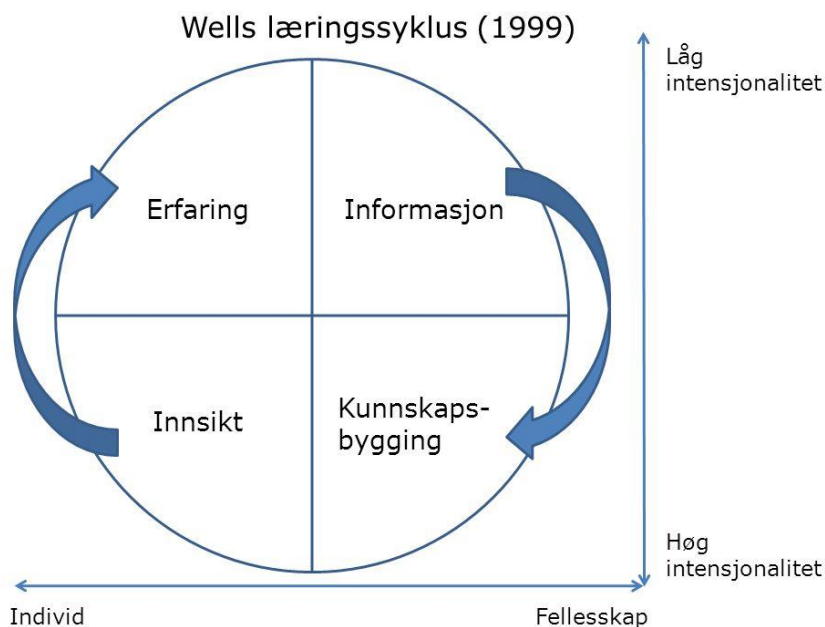 Wells læringssyklus (1999)
Låg
intensjonalitet
Erfaring
Informasjon
Innsikt
Kunnskaps-
bygging
Høg
intensjonalitet
Individ
Fellesskap